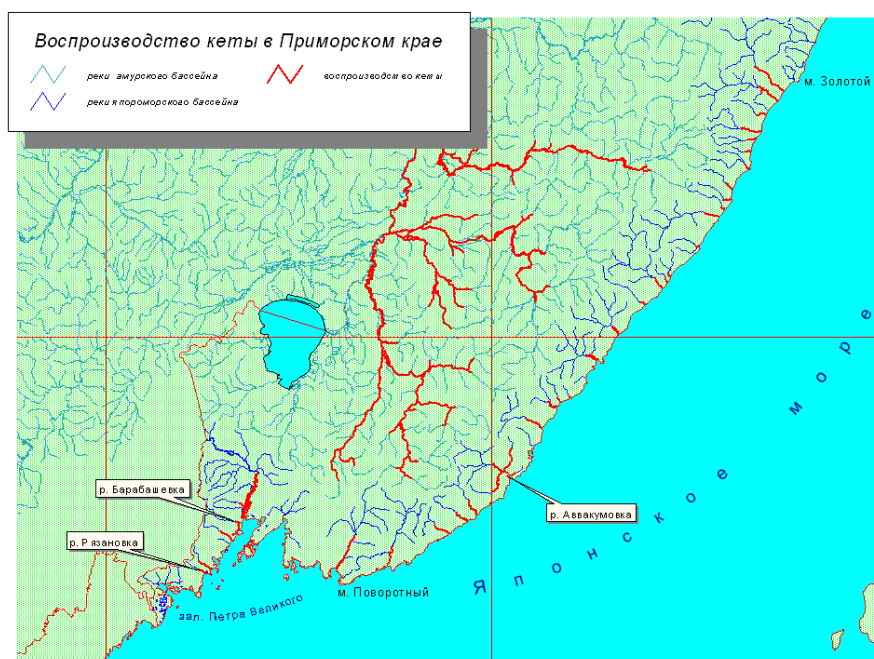 Воспроизводство кеты в Приморском крае
реки амурского бассейна
воспроизводство кеты
реки япороморского бассейна
м. Золотой
р. Барабашевка
р. Аввакумовка
р. Рязановка
м. Поворотный
зал. Петра Великого
Японское море